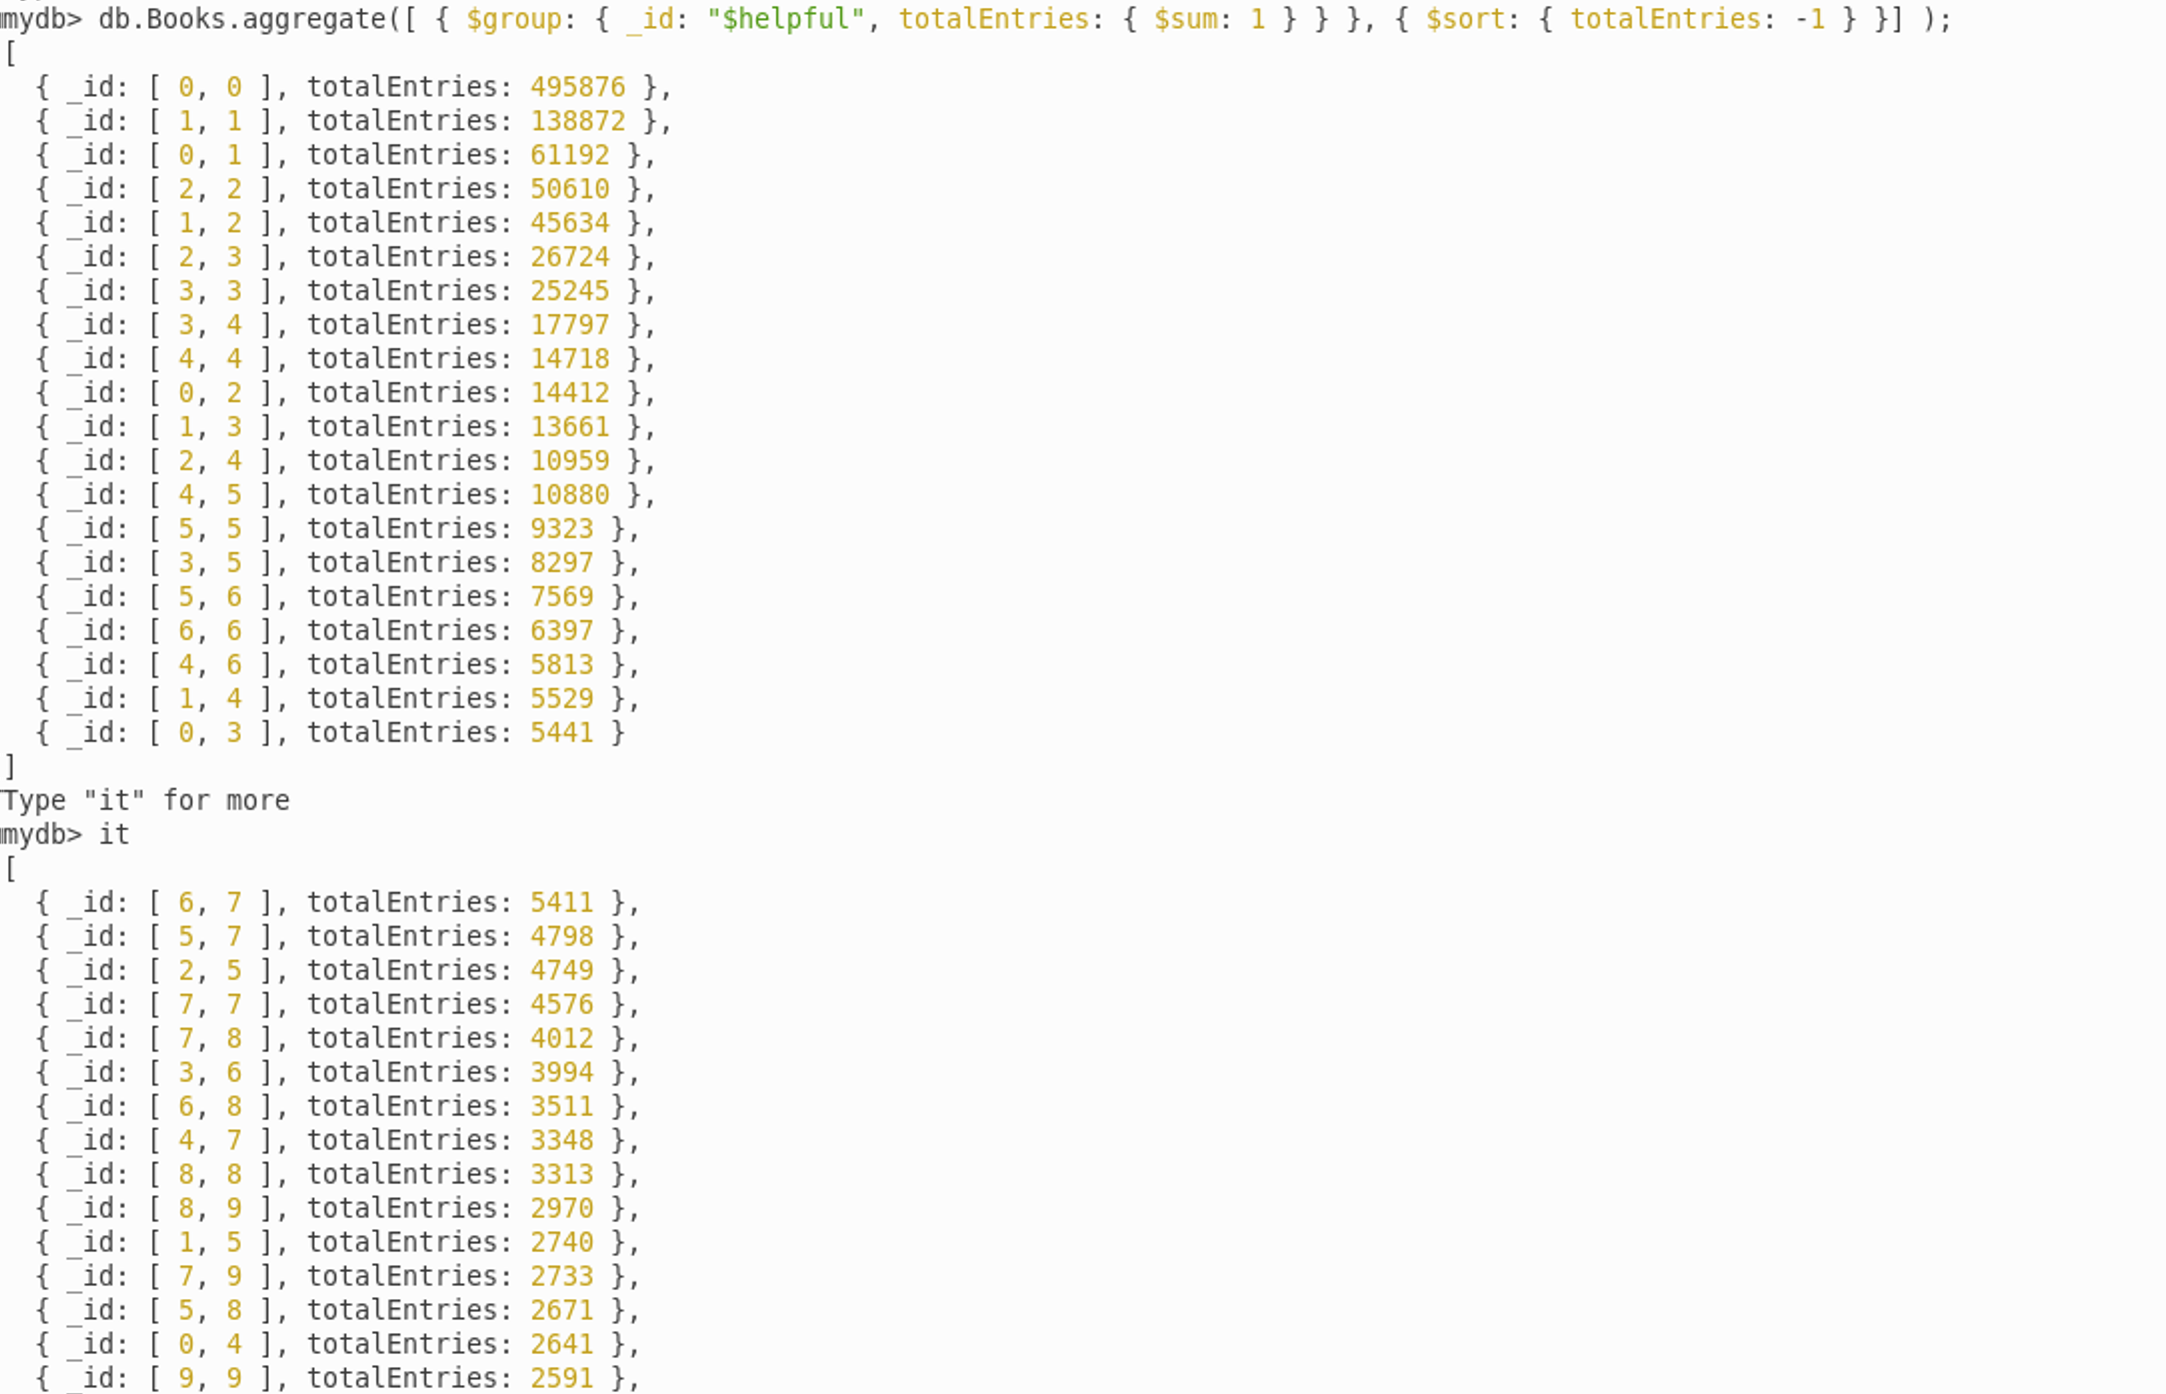 mydb> db.Books.aggregate([ { $group: { _id: "$helpful", totalEntries: { $sum: 1 } } }, { $sort: { totalEntries: -1 } }] );
[
  { _id: [ 0, 0 ], totalEntries: 495876 },
  { _id: [ 1, 1 ], totalEntries: 138872 },
  { _id: [ 0, 1 ], totalEntries: 61192 },
  { _id: [ 2, 2 ], totalEntries: 50610 },
  { _id: [ 1, 2 ], totalEntries: 45634 },
  { _id: [ 2, 3 ], totalEntries: 26724 },
  { _id: [ 3, 3 ], totalEntries: 25245 },
  { _id: [ 3, 4 ], totalEntries: 17797 },
  { _id: [ 4, 4 ], totalEntries: 14718 },
  { _id: [ 0, 2 ], totalEntries: 14412 },
  { _id: [ 1, 3 ], totalEntries: 13661 },
  { _id: [ 2, 4 ], totalEntries: 10959 },
  { _id: [ 4, 5 ], totalEntries: 10880 },
  { _id: [ 5, 5 ], totalEntries: 9323 },
  { _id: [ 3, 5 ], totalEntries: 8297 },
  { _id: [ 5, 6 ], totalEntries: 7569 },
  { _id: [ 6, 6 ], totalEntries: 6397 },
  { _id: [ 4, 6 ], totalEntries: 5813 },
  { _id: [ 1, 4 ], totalEntries: 5529 },
  { _id: [ 0, 3 ], totalEntries: 5441 }
]
Type "it" for more
mydb> it
[
  { _id: [ 6, 7 ], totalEntries: 5411 },
  { _id: [ 5, 7 ], totalEntries: 4798 },
  { _id: [ 2, 5 ], totalEntries: 4749 },
  { _id: [ 7, 7 ], totalEntries: 4576 },
  { _id: [ 7, 8 ], totalEntries: 4012 },
  { _id: [ 3, 6 ], totalEntries: 3994 },
  { _id: [ 6, 8 ], totalEntries: 3511 },
  { _id: [ 4, 7 ], totalEntries: 3348 },
  { _id: [ 8, 8 ], totalEntries: 3313 },
  { _id: [ 8, 9 ], totalEntries: 2970 },
  { _id: [ 1, 5 ], totalEntries: 2740 },
  { _id: [ 7, 9 ], totalEntries: 2733 },
  { _id: [ 5, 8 ], totalEntries: 2671 },
  { _id: [ 0, 4 ], totalEntries: 2641 },
  { _id: [ 9, 9 ], totalEntries: 2591 },